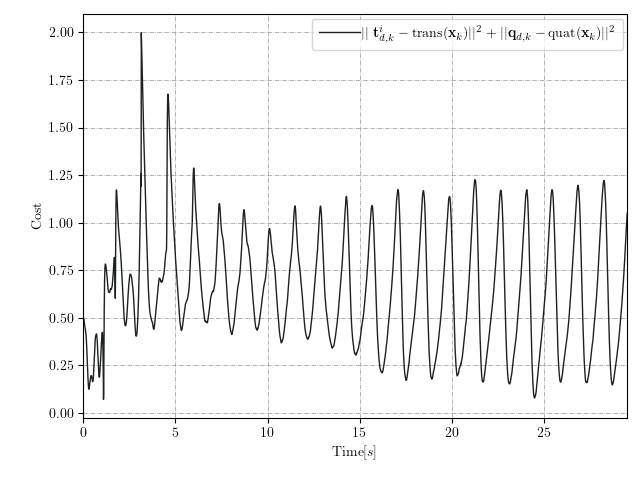 || t^i_{d,k} − trans(x_k)||^2 + ||q_{d,k} − quat(x_k)||^2
2.00
1.75
1.50
1.25
1.00
0.75
0.50
0.25
0.00
Cost
0 5 10 15 20 25
Time[s]